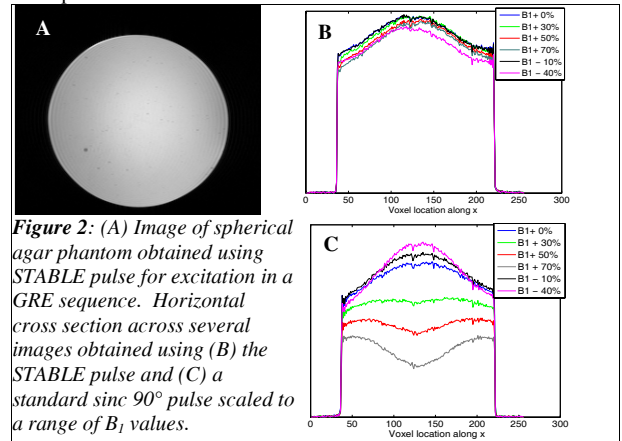 A
B
B1+ 0%
B1+ 30%
B1+ 50%
B1+ 70%
B1 − 10%
B1 − 40%
0 50 100 150 200 250 300
Voxel location along x
Figure 2: (A) Image of spherical
agar phantom obtained using
STABLE pulse for excitation in a
GRE sequence. Horizontal
cross section across several
images obtained using (B) the
STABLE pulse and (C) a
standard sinc 90° pulse scaled to
a range of B1 values.
C
B1+ 0%
B1+ 30%
B1+ 50%
B1+ 70%
B1 − 10%
B1 − 40%
0 50 100 150 200 250 300
Voxel location along x